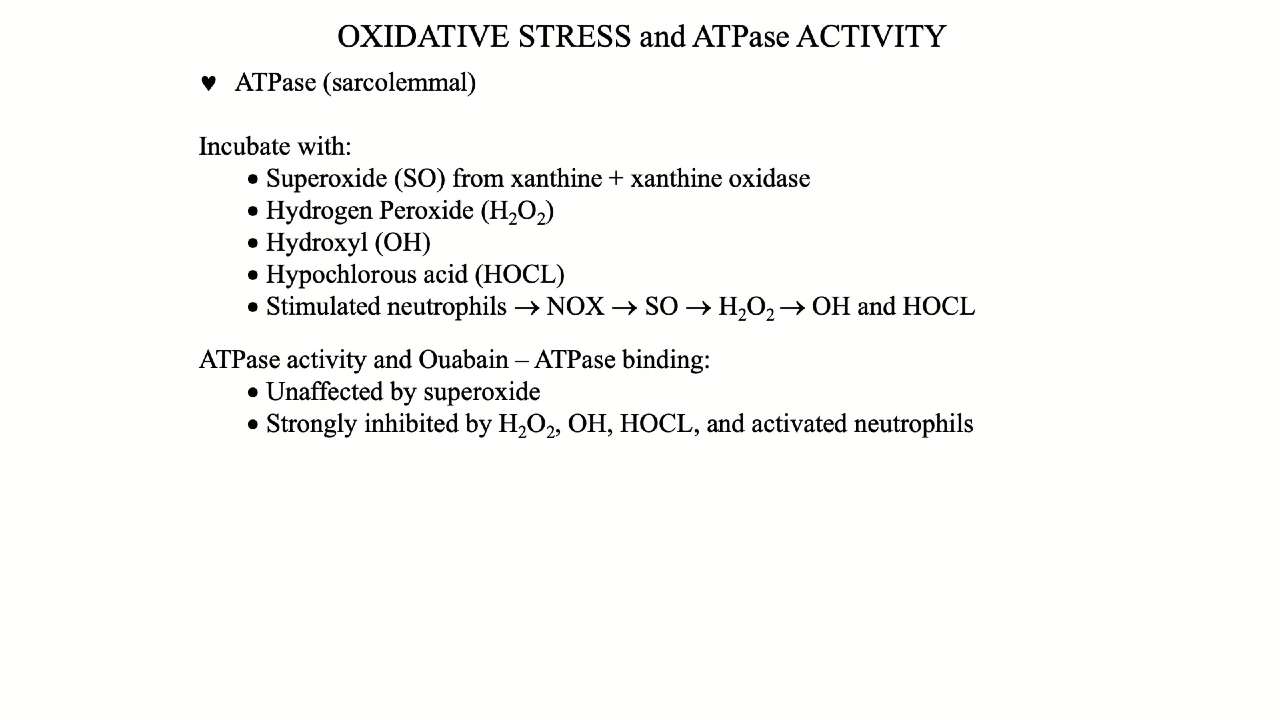 OXIDATIVE STRESS and ATPase ACTIVITY
♥ ATPase (sarcolemmal)
Incubate with:
• Superoxide (SO) from xanthine + xanthine oxidase
• Hydrogen Peroxide (H₂O₂)
• Hydroxyl (OH)
• Hypochlorous acid (HOCL)
• Stimulated neutrophils → NOX → SO → H₂O₂ → OH and HOCL
ATPase activity and Ouabain – ATPase binding:
• Unaffected by superoxide
• Strongly inhibited by H₂O₂, OH, HOCL, and activated neutrophils